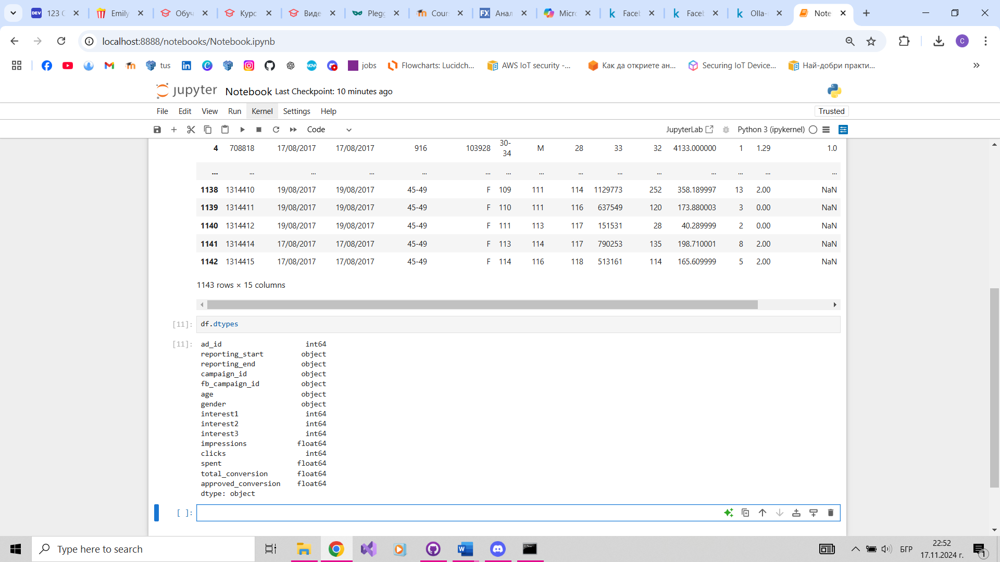 DEV 123 C
Emily
Обуч
Курс
Виде
Plegg
Cour
FX Анал
Micro
k Faceb
k Faceb
k Olla-
Note
localhost:8888/notebooks/Notebook.ipynb
C
tus
jobs
Flowcharts: Lucidch...
AWS IoT security -...
Как да откриете ан...
Securing IoT Device...
Най-добри практи...
jupyter Notebook Last Checkpoint: 10 minutes ago
File Edit View Run Kernel Settings Help Trusted
Code JupyterLab Python 3 (ipykernel)
4 708818 17/08/2017 17/08/2017 916 103928 30-34 M 28 33 32 4133.000000 1 1.29 1.0
... ... ... ... ... ... ... ... ... ... ... ... ... ... ...
1138 1314410 19/08/2017 19/08/2017 45-49 F 109 111 114 1129773 252 358.189997 13 2.00 NaN
1139 1314411 19/08/2017 19/08/2017 45-49 F 110 111 116 637549 120 173.880003 3 0.00 NaN
1140 1314412 19/08/2017 19/08/2017 45-49 F 111 113 117 151531 28 40.289999 2 0.00 NaN
1141 1314414 17/08/2017 17/08/2017 45-49 F 113 114 117 790253 135 198.710001 8 2.00 NaN
1142 1314415 17/08/2017 17/08/2017 45-49 F 114 116 118 513161 114 165.609999 5 2.00 NaN
1143 rows × 15 columns
[11]: df.dtypes
[11]: ad_id int64
reporting_start object
reporting_end object
campaign_id object
fb_campaign_id object
age object
gender object
interest1 int64
interest2 int64
interest3 int64
impressions float64
clicks int64
spent float64
total_conversion float64
approved_conversion float64
dtype: object
[ ]:
Type here to search
БГР
22:52
17.11.2024 г.
1